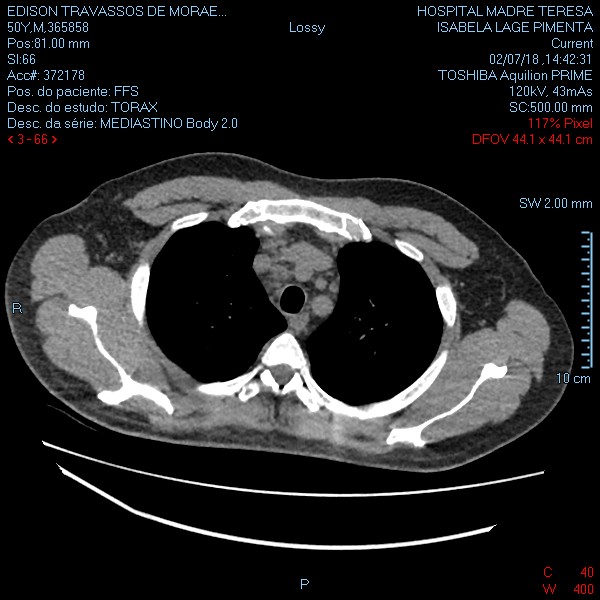 EDISON TRAVASSOS DE MORAE...
50Y,M,365858
Pos:81.00 mm
SI:66
Acc#: 372178
Pos. do paciente: FFS
Desc. do estudo: TORAX
Desc. da série: MEDIASTINO Body 2.0
< 3 - 66 >
Lossy
HOSPITAL MADRE TERESA
ISABELA LAGE PIMENTA
Current
02/07/18 ,14:42:31
TOSHIBA Aquilion PRIME
120kV, 43mAs
SC:500.00 mm
117% Pixel
DFOV 44.1 x 44.1 cm
SW 2.00 mm
R
10 cm
P
C 40
W 400